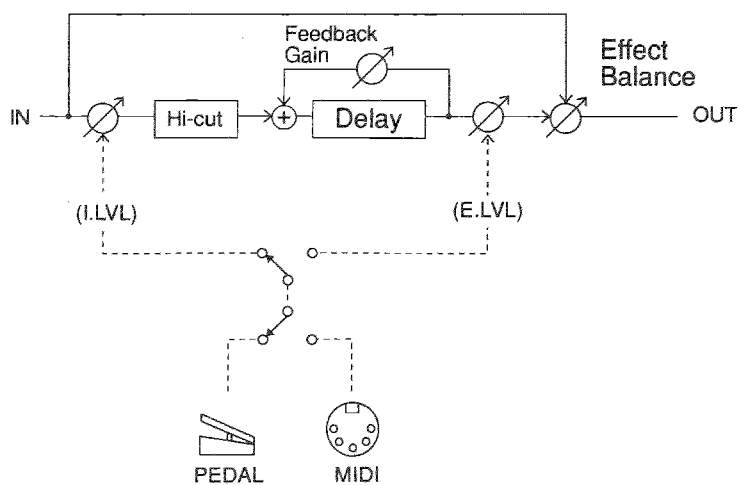 Feedback
Gain
Effect
Balance
IN
Hi-cut
+
Delay
OUT
(I.LVL)
(E.LVL)
PEDAL
MIDI